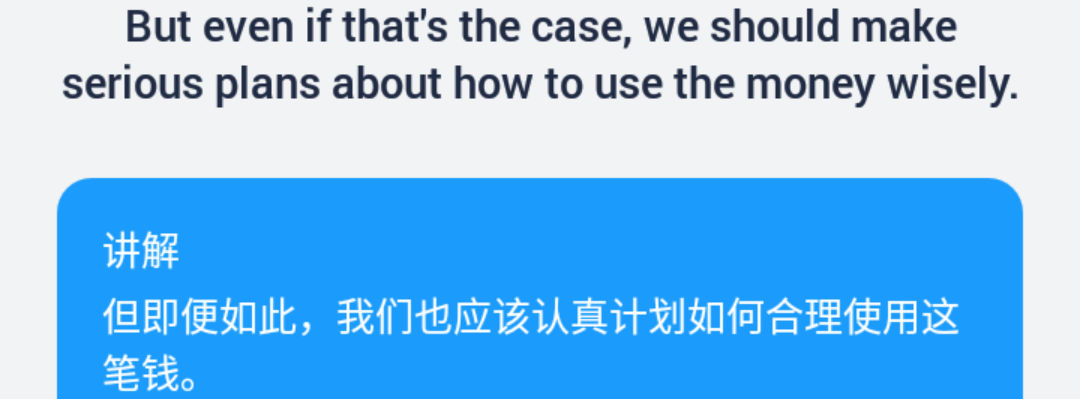 But even if that's the case, we should make
serious plans about how to use the money wisely.
讲解
但即便如此，我们也应该认真计划如何合理使用这
笔钱。